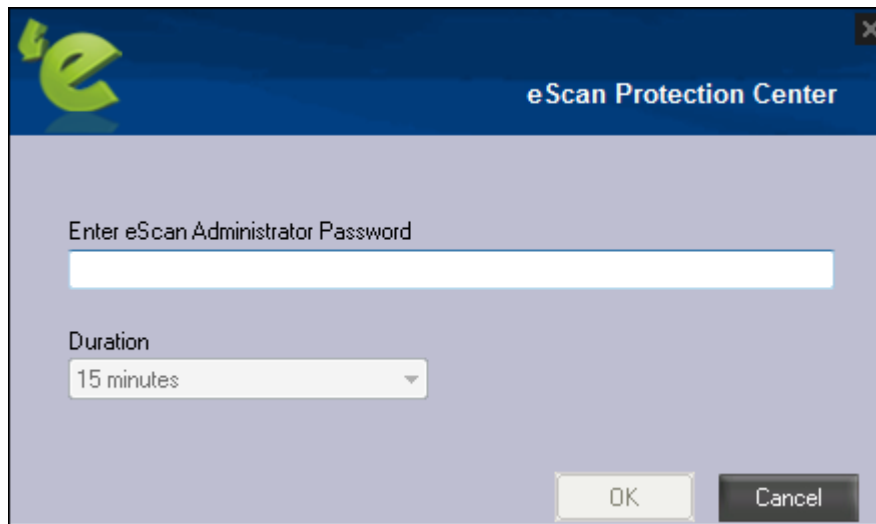 eScan Protection Center
Enter eScan Administrator Password
Duration
15 minutes
OK
Cancel